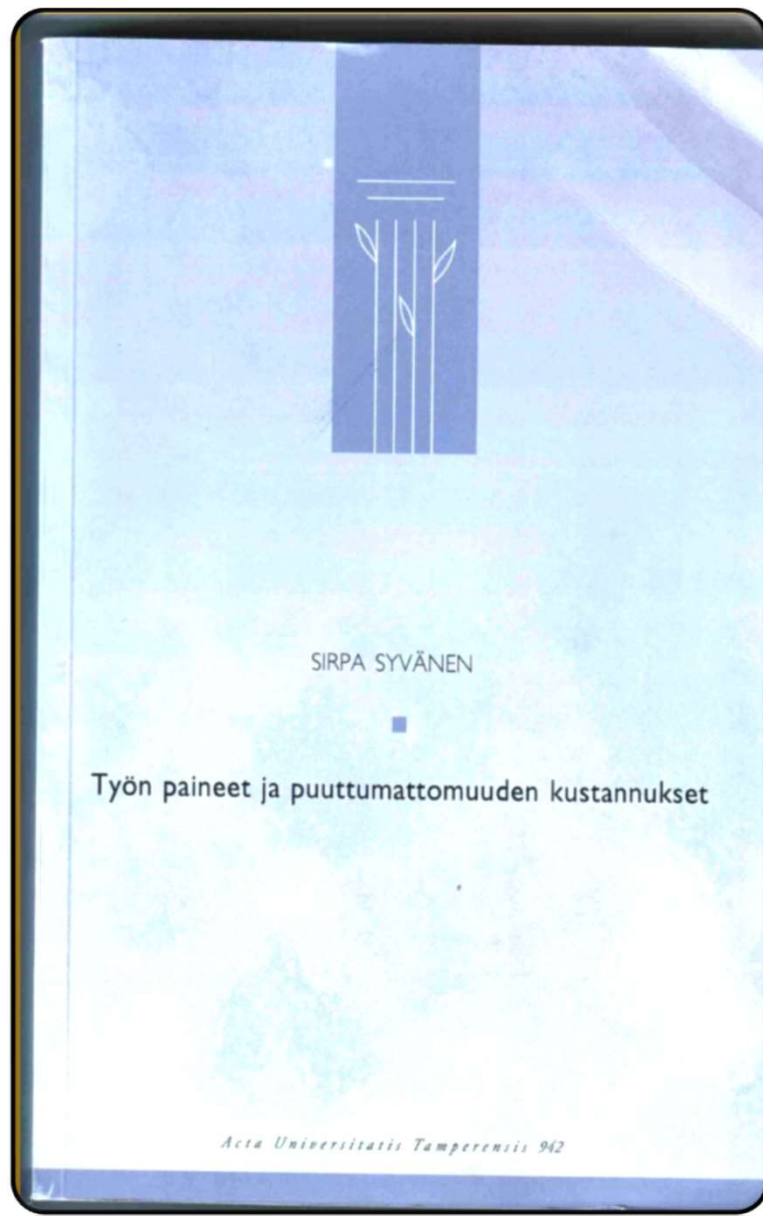 SIRPA SYVÄNEN
Työn paineet ja puuttumattomuuden kustannukset
Acta Universitatis Tamperensis 942